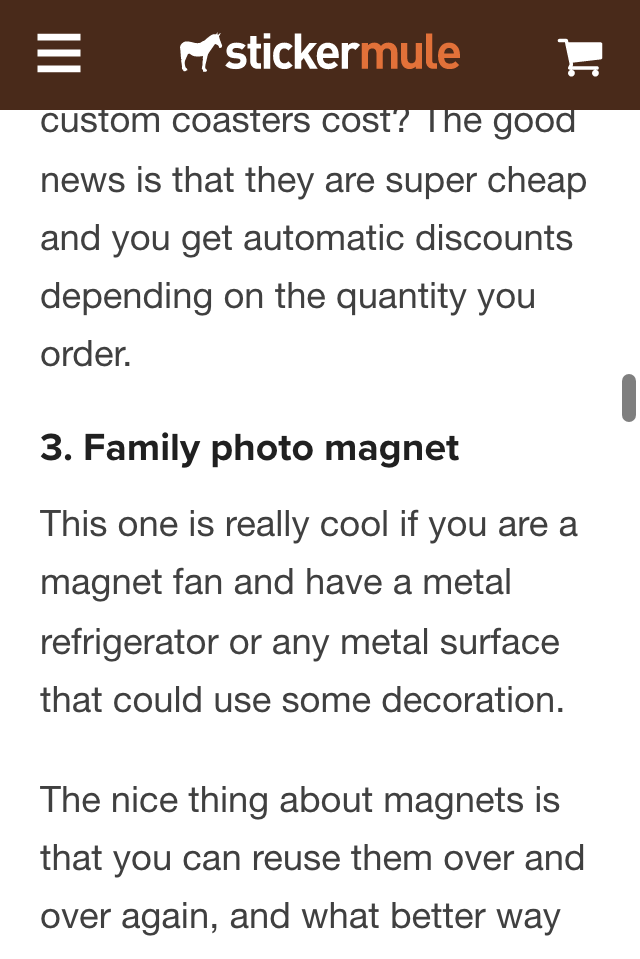 stickermule
custom coasters cost? The good
news is that they are super cheap
and you get automatic discounts
depending on the quantity you
order.
3. Family photo magnet
This one is really cool if you are a
magnet fan and have a metal
refrigerator or any metal surface
that could use some decoration.
The nice thing about magnets is
that you can reuse them over and
over again, and what better way